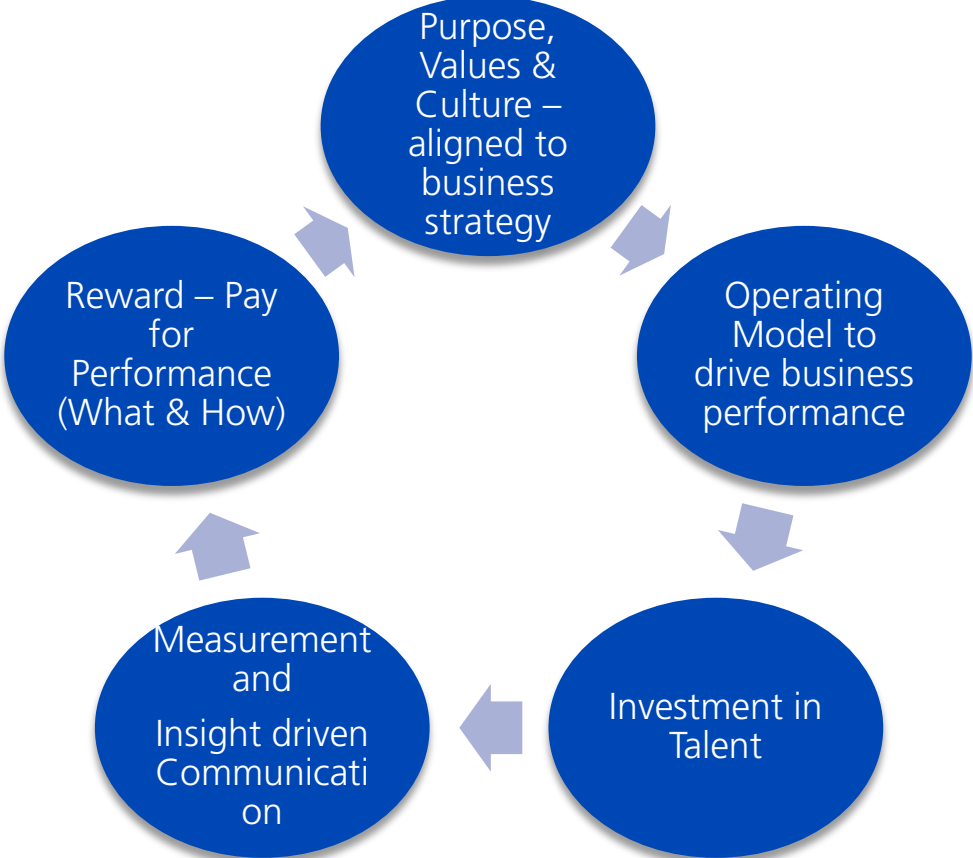 Purpose,
Values &
Culture –
aligned to
business
strategy
Operating
Model to
drive business
performance
Investment in
Talent
Measurement
and
Insight driven
Communicati
on
Reward – Pay
for
Performance
(What & How)